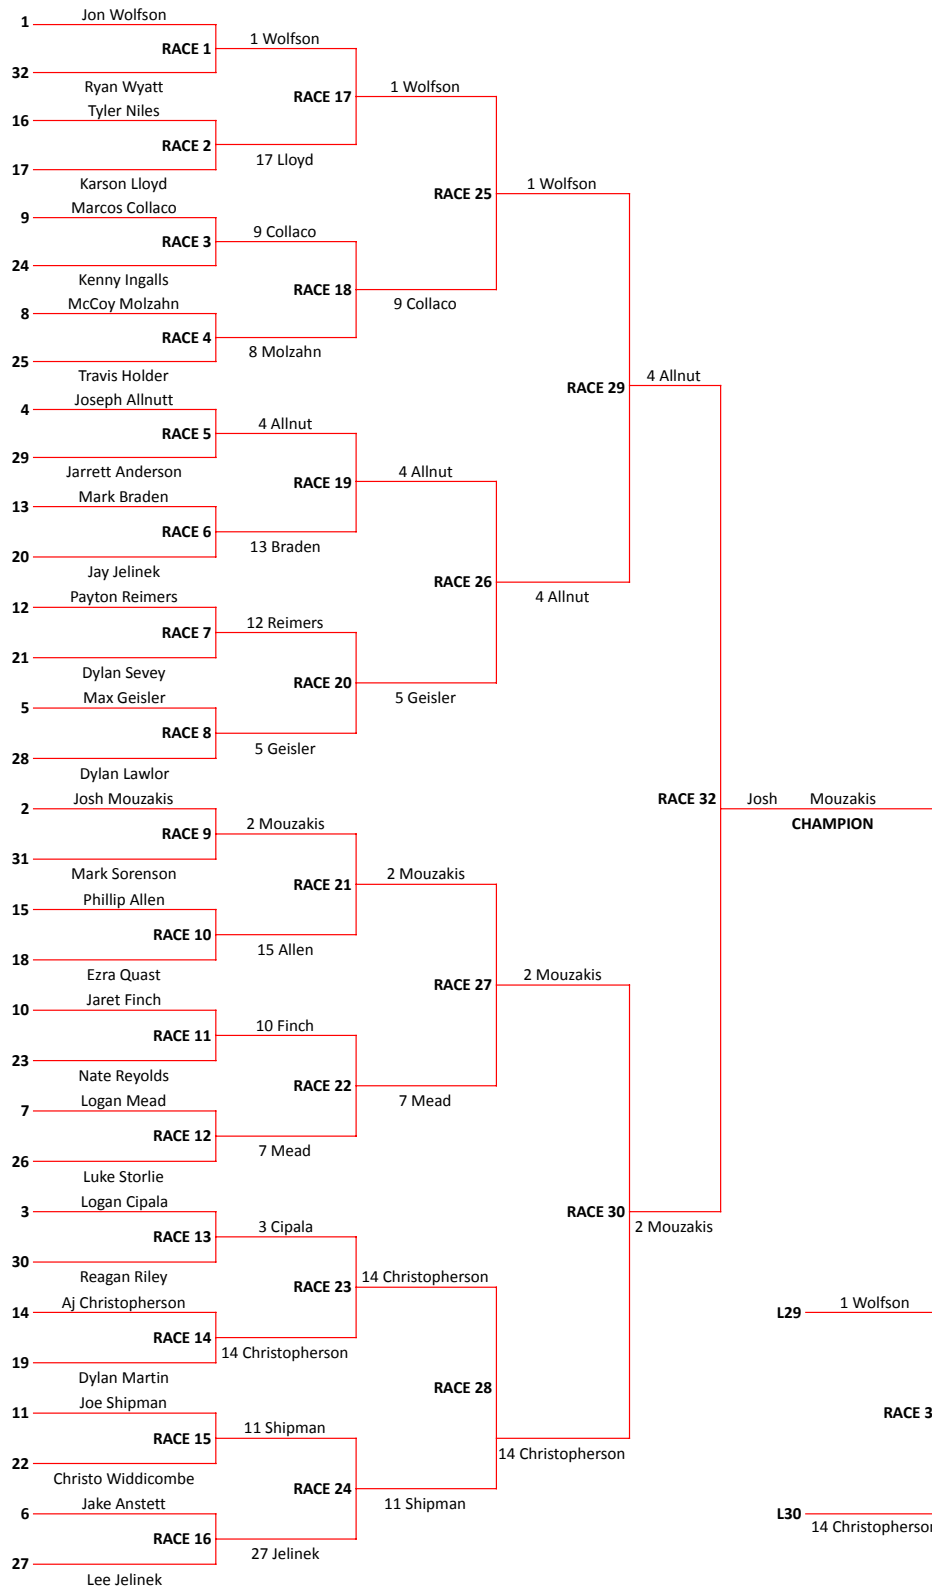 1 Jon Wolfson
RACE 1 1 Wolfson
32
Ryan Wyatt RACE 17 1 Wolfson
Tyler Niles
16
RACE 2
17 17 Lloyd
Karson Lloyd RACE 25 1 Wolfson
Marcos Collaco
9
RACE 3 9 Collaco
24
Kenny Ingalls RACE 18 9 Collaco
McCoy Molzahn
8
RACE 4 8 Molzahn
25
Travis Holder RACE 29 4 Allnut
Joseph Allnutt
4
RACE 5 4 Allnut
29
Jarrett Anderson RACE 19 4 Allnut
Mark Braden
13
RACE 6 13 Braden
20
Jay Jelinek RACE 26 4 Allnut
Payton Reimers
12
RACE 7 12 Reimers
21
Dylan Sevey RACE 20 5 Geisler
Max Geisler
5
RACE 8 5 Geisler
28
Dylan Lawlor
Josh Mouzakis RACE 32 Josh Mouzakis
2 CHAMPION
RACE 9 2 Mouzakis
31
Mark Sorenson RACE 21 2 Mouzakis
Phillip Allen
15
RACE 10 15 Allen
18
Ezra Quast RACE 27 2 Mouzakis
Jaret Finch
10
RACE 11 10 Finch
23
Nate Reyolds RACE 22 7 Mead
Logan Mead
7
RACE 12 7 Mead
26
Luke Storlie
Logan Cipala
3 RACE 30 2 Mouzakis
RACE 13 3 Cipala
30
Reagan Riley RACE 23 14 Christopherson
Aj Christopherson
14 L29 1 Wolfson
RACE 14 14 Christopherson
19
Dylan Martin RACE 28 14 Christopherson
Joe Shipman
11 RACE 3
RACE 15 11 Shipman
22
Christo Widdicombe RACE 24 11 Shipman
Jake Anstett
6 L30 14 Christopherson
RACE 16 27 Jelinek
27
Lee Jelinek